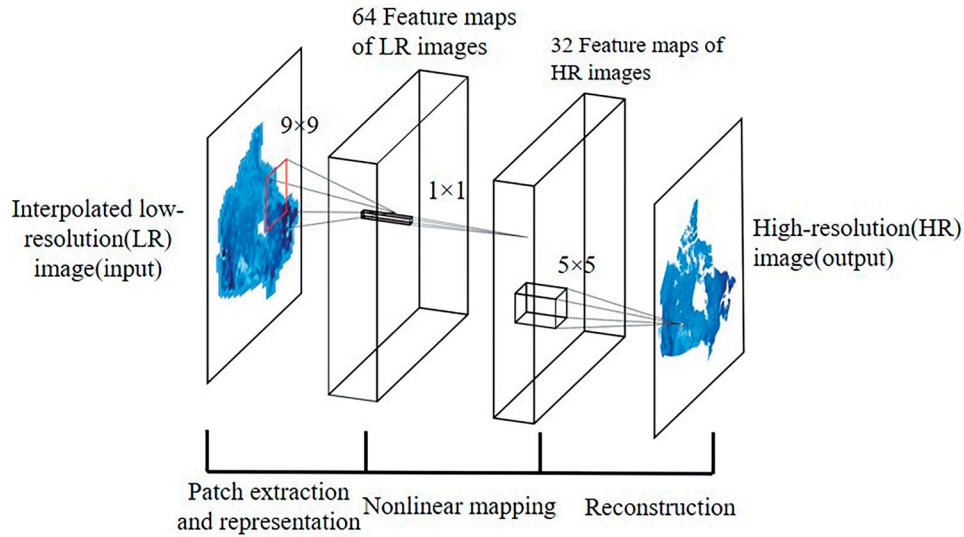 64 Feature maps
of LR images
32 Feature maps of
HR images
9×9
1×1
5×5
Interpolated low-
resolution(LR)
image(input)
High-resolution(HR)
image(output)
Patch extraction
and representation
Nonlinear mapping
Reconstruction